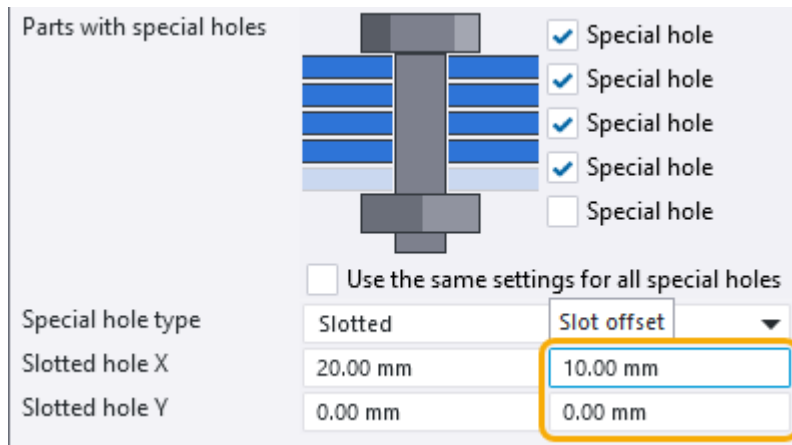 Parts with special holes
Special hole
Special hole
Special hole
Special hole
Special hole
Use the same settings for all special holes
Special hole type Slotted Slot offset
Slotted hole X 20.00 mm 10.00 mm
Slotted hole Y 0.00 mm 0.00 mm